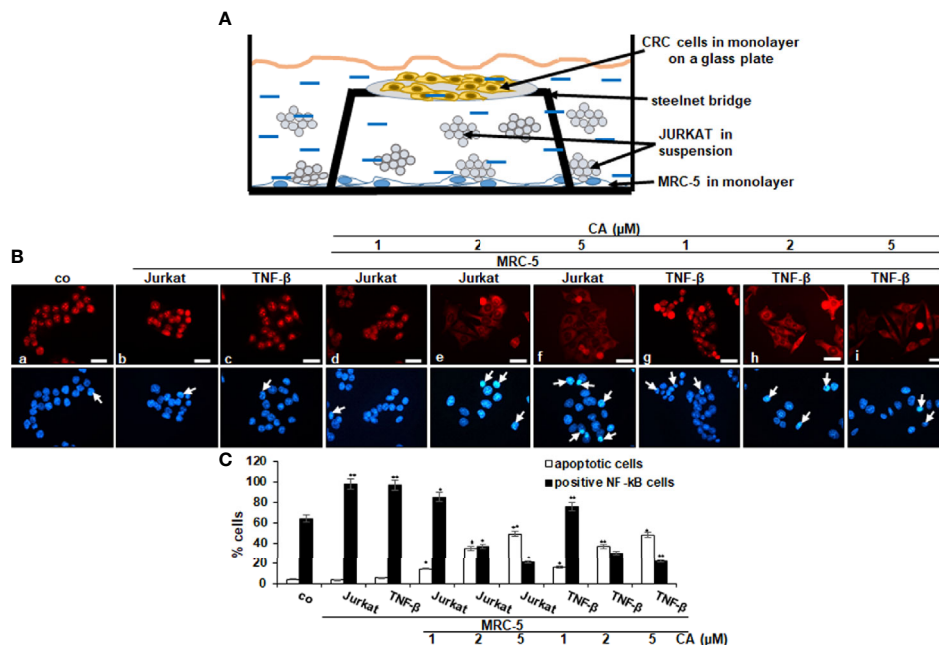 A
CRC cells in monolayer
on a glass plate
steelnet bridge
JURKAT in
suspension
MRC-5 in monolayer
CA (µM)
1 2 5 1 2 5
B
MRC-5
co Jurkat TNF-β Jurkat Jurkat Jurkat TNF-β TNF-β TNF-β
a b c d e f g h i
C
120
100
80
60
40
20
0
% cells
apoptotic cells
positive NF-kB cells
** ** * * * * ** * ** * ** * **
co Jurkat TNF-β Jurkat Jurkat Jurkat TNF-β TNF-β TNF-β
MRC-5
1 2 5 1 2 5 CA (µM)